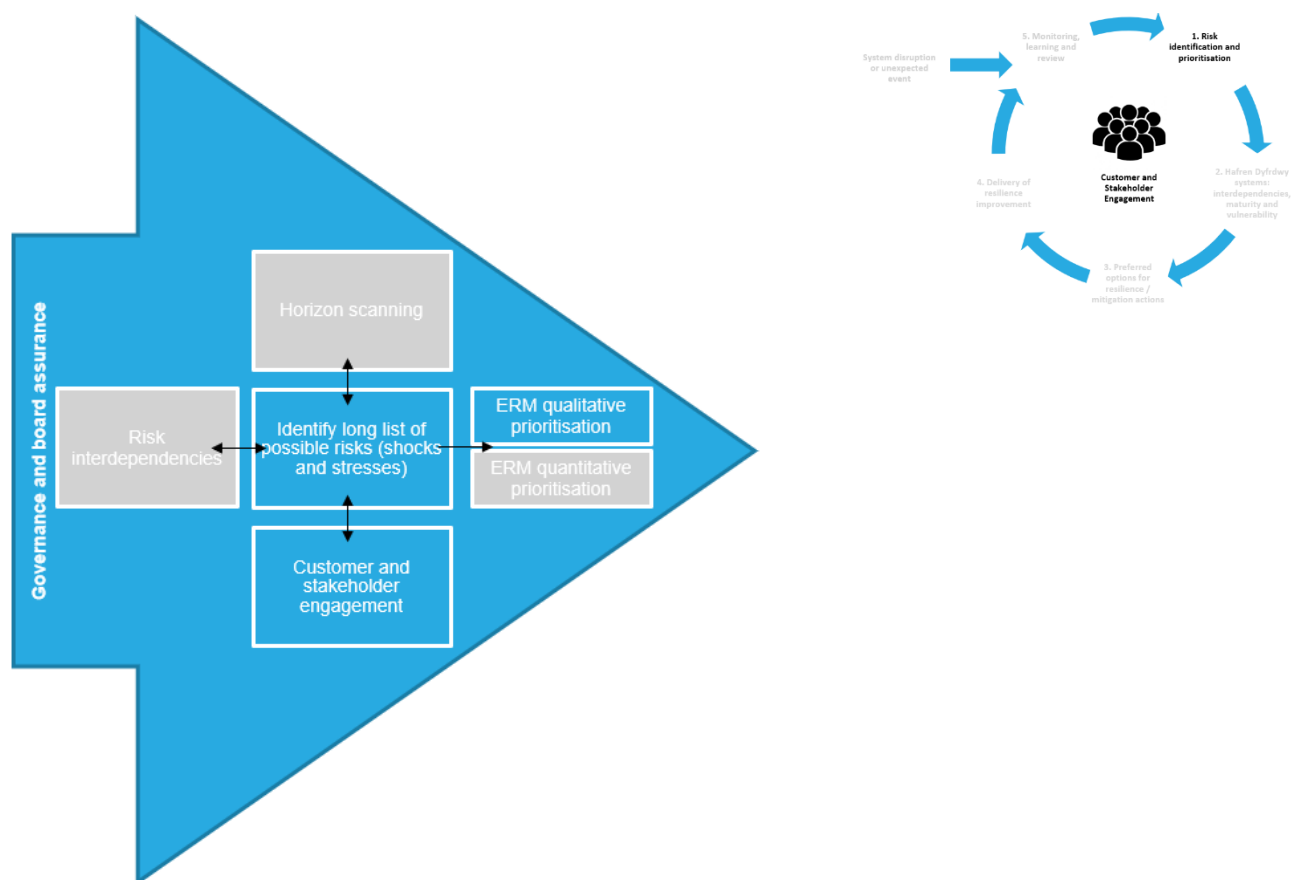 Governance and board assurance
Horizon scanning
Risk
interdependencies
Identify long list of
possible risks (shocks
and stresses)
ERM qualitative
prioritisation
ERM quantitative
prioritisation
Customer and
stakeholder
engagement
System disruption
or unexpected
event
5. Monitoring,
learning and
review
1. Risk
identification and
prioritisation
Customer and
Stakeholder
Engagement
4. Delivery of
resilience
improvement
2. Hafren Dyfrdwy
systems:
interdependencies,
maturity and
vulnerability
3. Preferred
options for
resilience /
mitigation actions